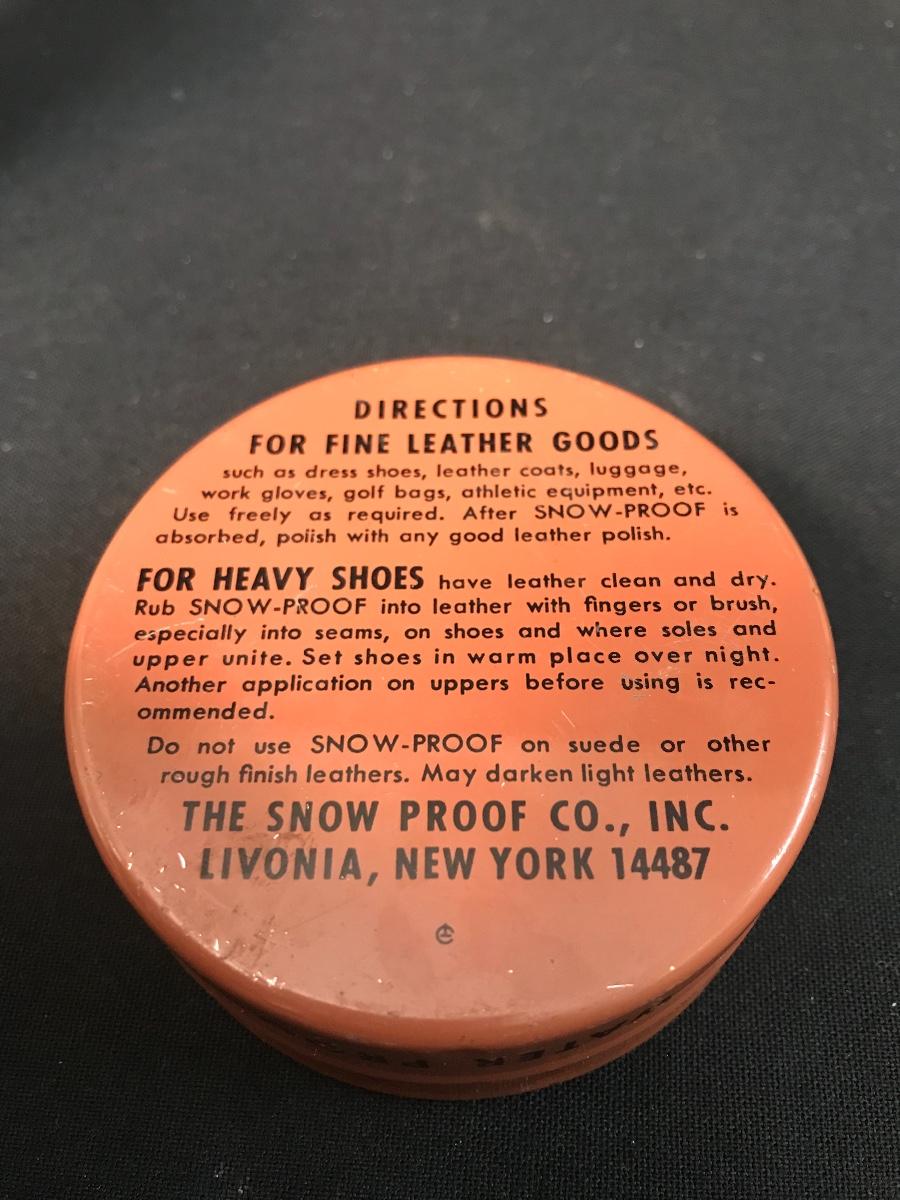 DIRECTIONS
FOR FINE LEATHER GOODS
such as dress shoes, leather coats, luggage,
work gloves, golf bags, athletic equipment, etc.
Use freely as required. After SNOW-PROOF is
absorbed, polish with any good leather polish.
FOR HEAVY SHOES have leather clean and dry.
Rub SNOW-PROOF into leather with fingers or brush,
especially into seams, on shoes and where soles and
upper unite. Set shoes in warm place over night.
Another application on uppers before using is rec-
ommended.
Do not use SNOW-PROOF on suede or other
rough finish leathers. May darken light leathers.
THE SNOW PROOF CO., INC.
LIVONIA, NEW YORK 14487